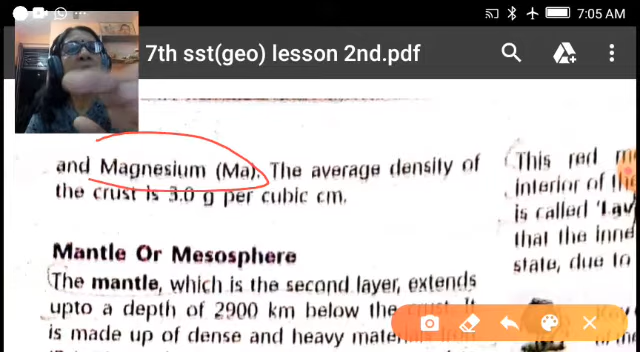 7:05 AM
7th sst(geo) lesson 2nd.pdf
and Magnesium (Ma). The average density of
the crust is 3.0 g per cubic cm.
Mantle Or Mesosphere
The mantle, which is the second layer, extends
upto a depth of 2900 km below the crust. It
is made up of dense and heavy materials
This red
interior of
is called 'Lav
that the inne
state, due to